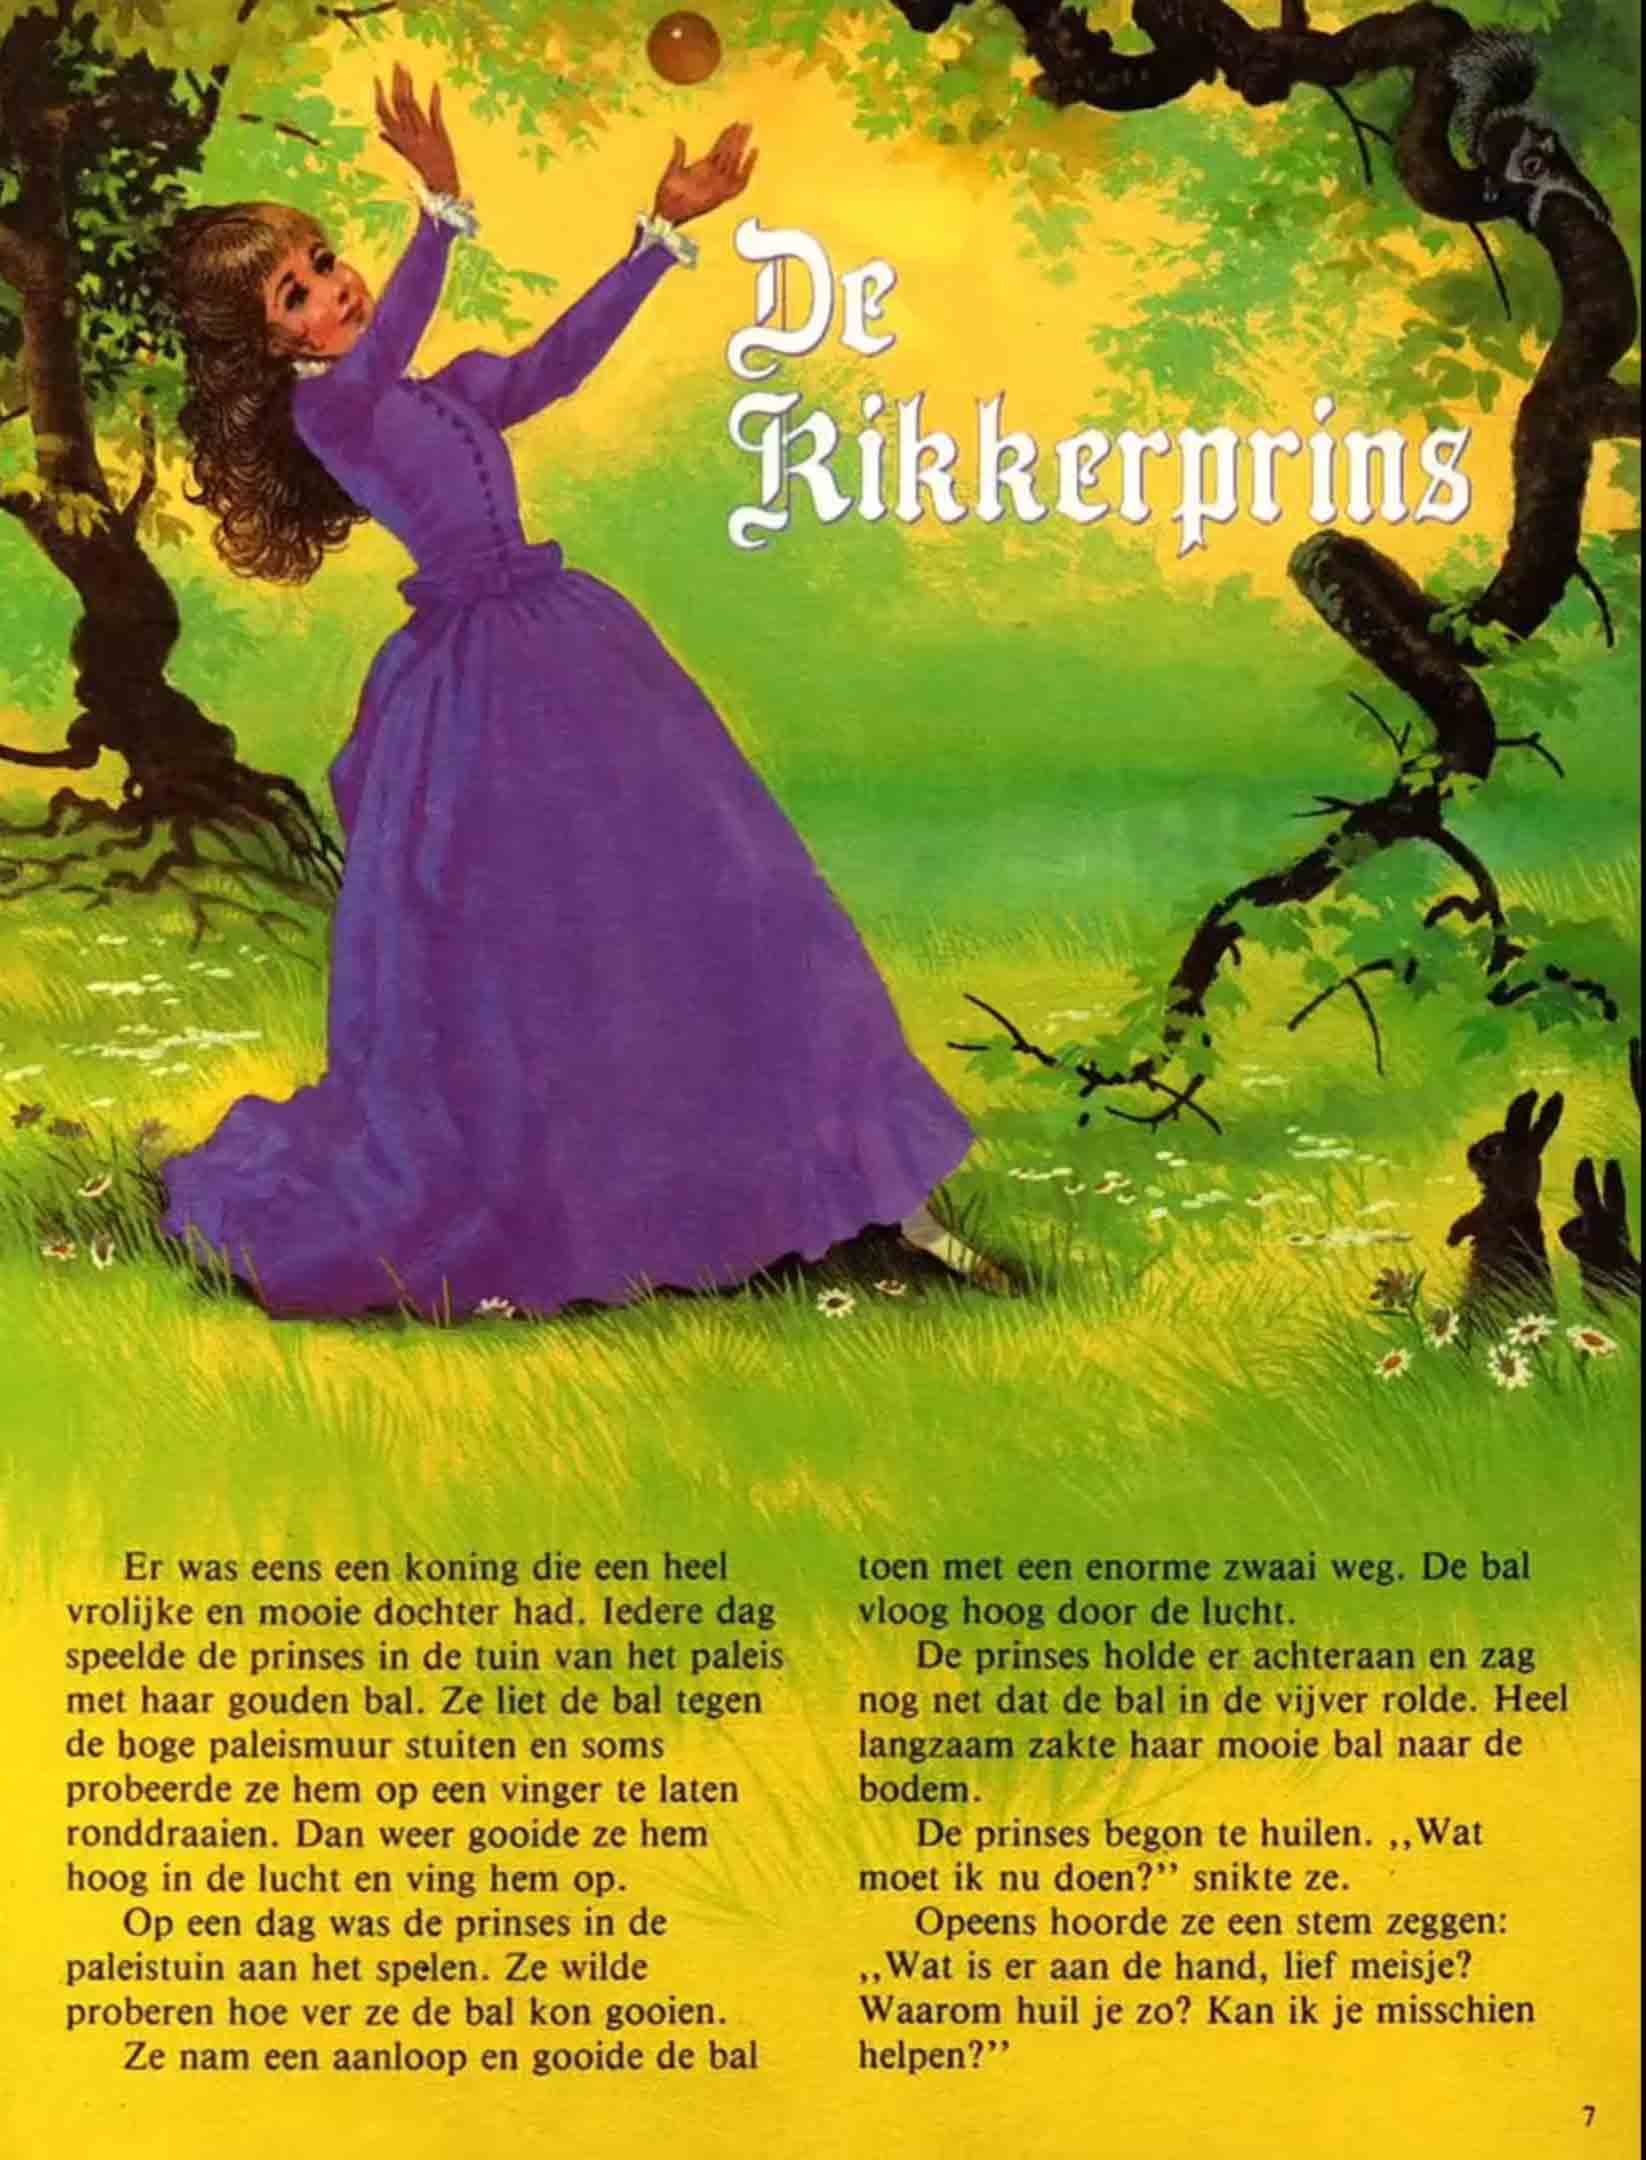 De
Kikkerprins
Er was eens een koning die een heel
vrolijke en mooie dochter had. Iedere dag
speelde de prinses in de tuin van het paleis
met haar gouden bal. Ze liet de bal tegen
de hoge paleismuur stuiten en soms
probeerde ze hem op een vinger te laten
ronddraaien. Dan weer gooide ze hem
hoog in de lucht en ving hem op.
Op een dag was de prinses in de
paleistuin aan het spelen. Ze wilde
proberen hoe ver ze de bal kon gooien.
Ze nam een aanloop en gooide de bal
toen met een enorme zwaai weg. De bal
vloog hoog door de lucht.
De prinses holde er achteraan en zag
nog net dat de bal in de vijver rolde. Heel
langzaam zakte haar mooie bal naar de
bodem.
De prinses begon te huilen. ,,Wat
moet ik nu doen?’’ snikte ze.
Opeens hoorde ze een stem zeggen:
,,Wat is er aan de hand, lief meisje?
Waarom huil je zo? Kan ik je misschien
helpen?’’
7